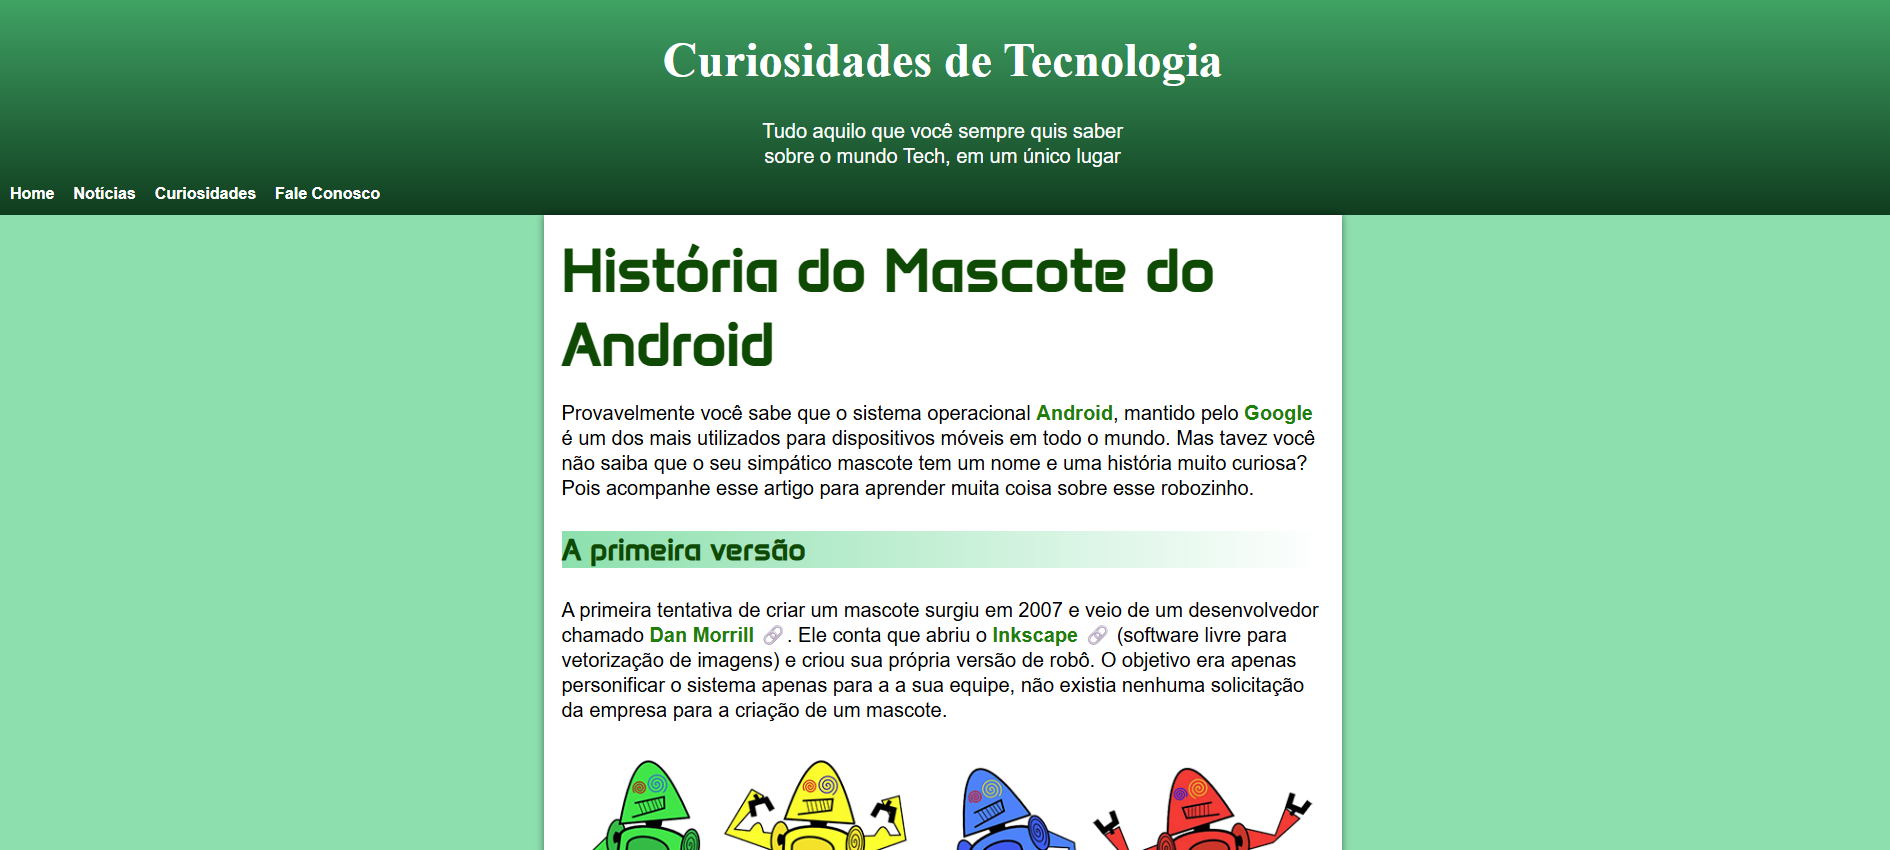 Curiosidades de Tecnologia
Tudo aquilo que você sempre quis saber
sobre o mundo Tech, em um único lugar
Home Notícias Curiosidades Fale Conosco
História do Mascote do
Android
Provavelmente você sabe que o sistema operacional Android, mantido pelo Google
é um dos mais utilizados para dispositivos móveis em todo o mundo. Mas tavez você
não saiba que o seu simpático mascote tem um nome e uma história muito curiosa?
Pois acompanhe esse artigo para aprender muita coisa sobre esse robozinho.
A primeira versão
A primeira tentativa de criar um mascote surgiu em 2007 e veio de um desenvolvedor
chamado Dan Morrill 🔗. Ele conta que abriu o Inkscape 🔗 (software livre para
vetorização de imagens) e criou sua própria versão de robô. O objetivo era apenas
personificar o sistema apenas para a a sua equipe, não existia nenhuma solicitação
da empresa para a criação de um mascote.